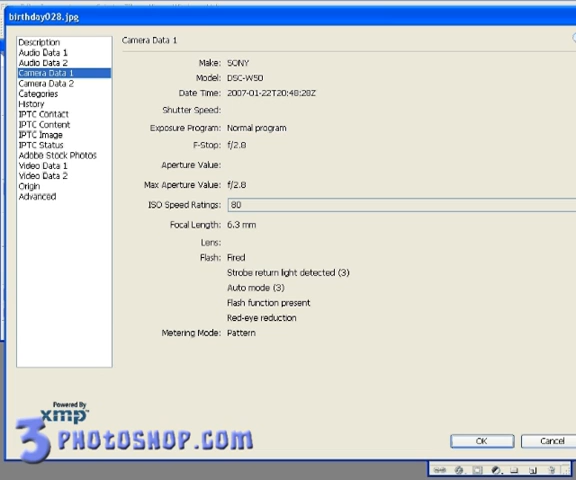 birthday028.jpg
Description
Audio Data 1
Audio Data 2
Camera Data 1
Camera Data 2
Categories
History
IPTC Contact
IPTC Content
IPTC Image
IPTC Status
Adobe Stock Photos
Video Data 1
Video Data 2
Origin
Advanced
Camera Data 1
Make: SONY
Model: DSC-W50
Date Time: 2007-01-22T20:48:28Z
Shutter Speed:
Exposure Program: Normal program
F-Stop: f/2.8
Aperture Value:
Max Aperture Value: f/2.8
ISO Speed Ratings: 80
Focal Length: 6.3 mm
Lens:
Flash: Fired
Strobe return light detected (3)
Auto mode (3)
Flash function present
Red-eye reduction
Metering Mode: Pattern
Powered By
xmp™
3 PHOTOSHOP.COM
OK
Cancel